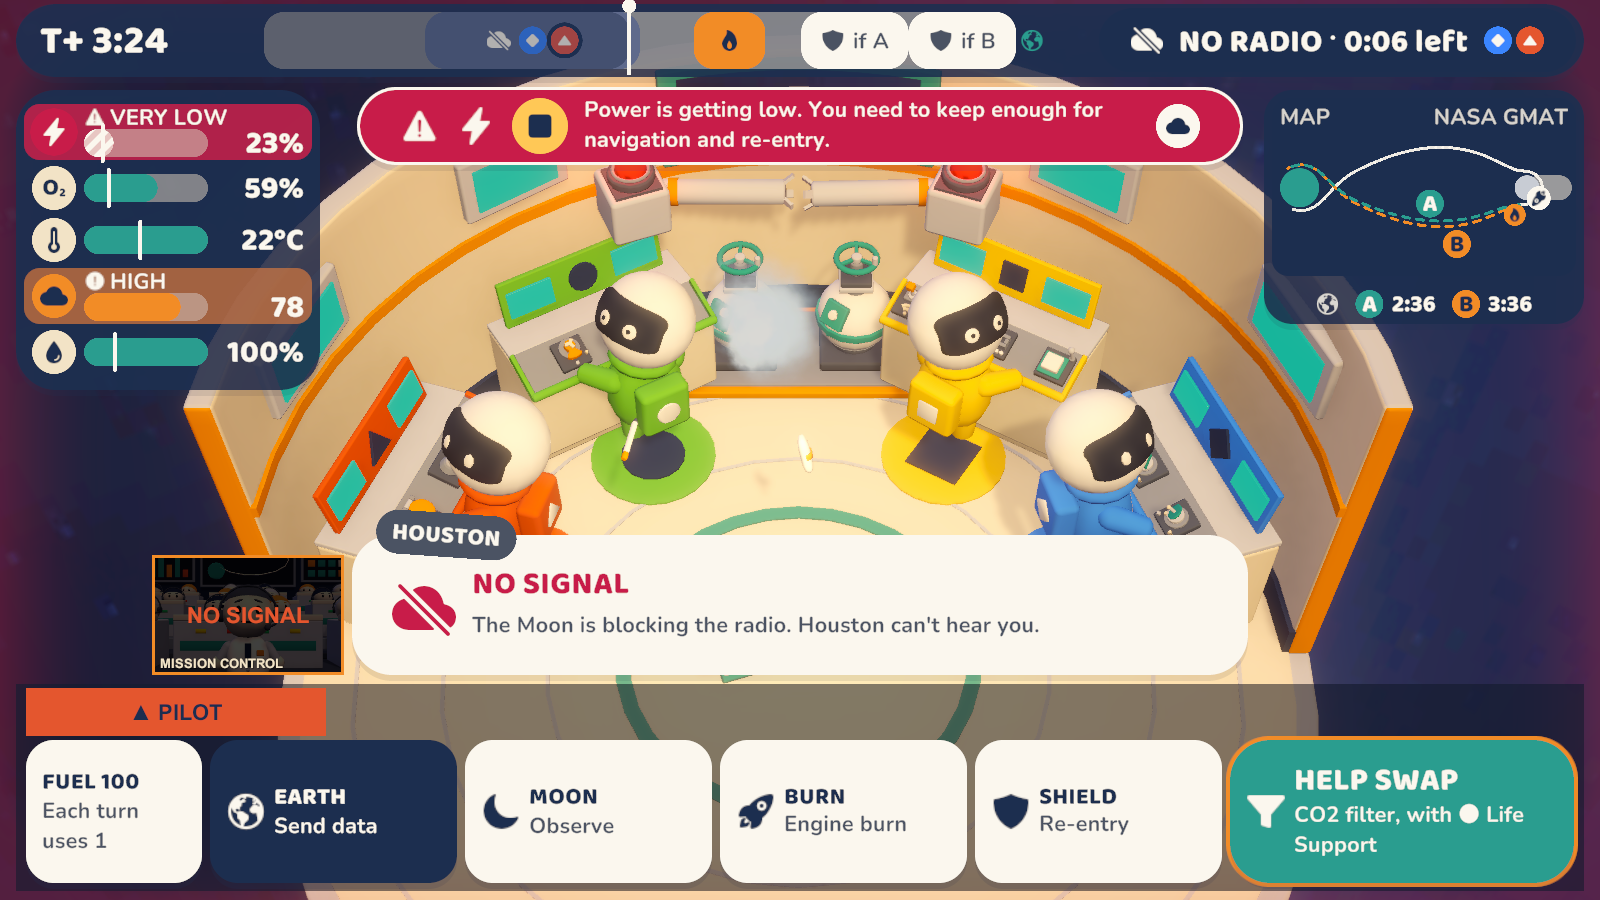 T+ 3:24
if A
if B
NO RADIO · 0:06 left
VERY LOW
23%
O₂
59%
22°C
HIGH
78
100%
Power is getting low. You need to keep enough for
navigation and re-entry.
MAP
NASA GMAT
A
B
A 2:36
B 3:36
HOUSTON
NO SIGNAL
The Moon is blocking the radio. Houston can't hear you.
NO SIGNAL
MISSION CONTROL
▲ PILOT
FUEL 100
Each turn
uses 1
EARTH
Send data
MOON
Observe
BURN
Engine burn
SHIELD
Re-entry
HELP SWAP
CO2 filter, with ● Life
Support